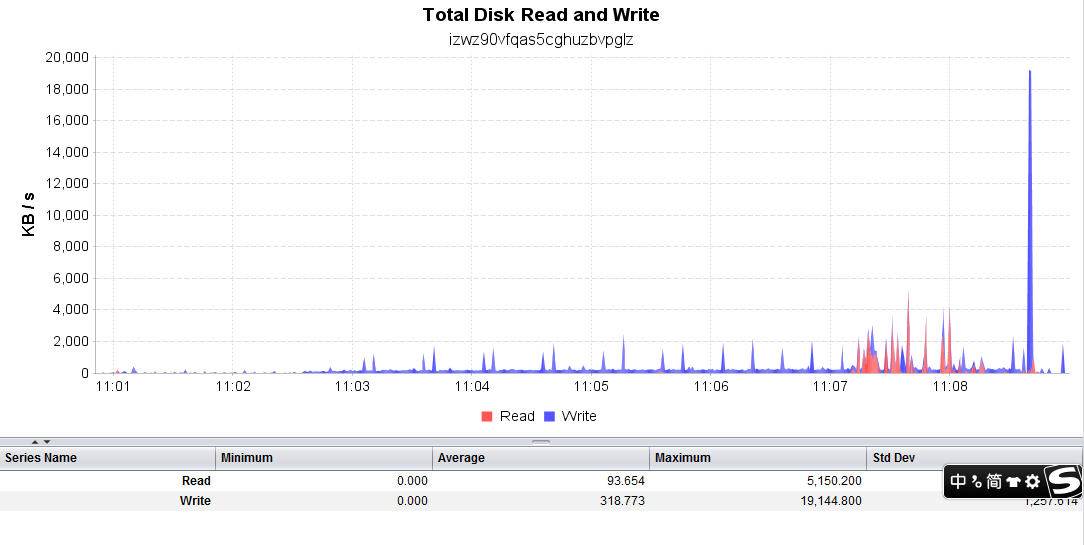 Total Disk Read and Write
izwz90vfqas5cghuzbvpglz
KB / s
20,000
18,000
16,000
14,000
12,000
10,000
8,000
6,000
4,000
2,000
0
11:01 11:02 11:03 11:04 11:05 11:06 11:07 11:08
Read Write
Series Name Minimum Average Maximum Std Dev
Read 0.000 93.654 5,150.200
Write 0.000 318.773 19,144.800 1,257.614
中 简 S